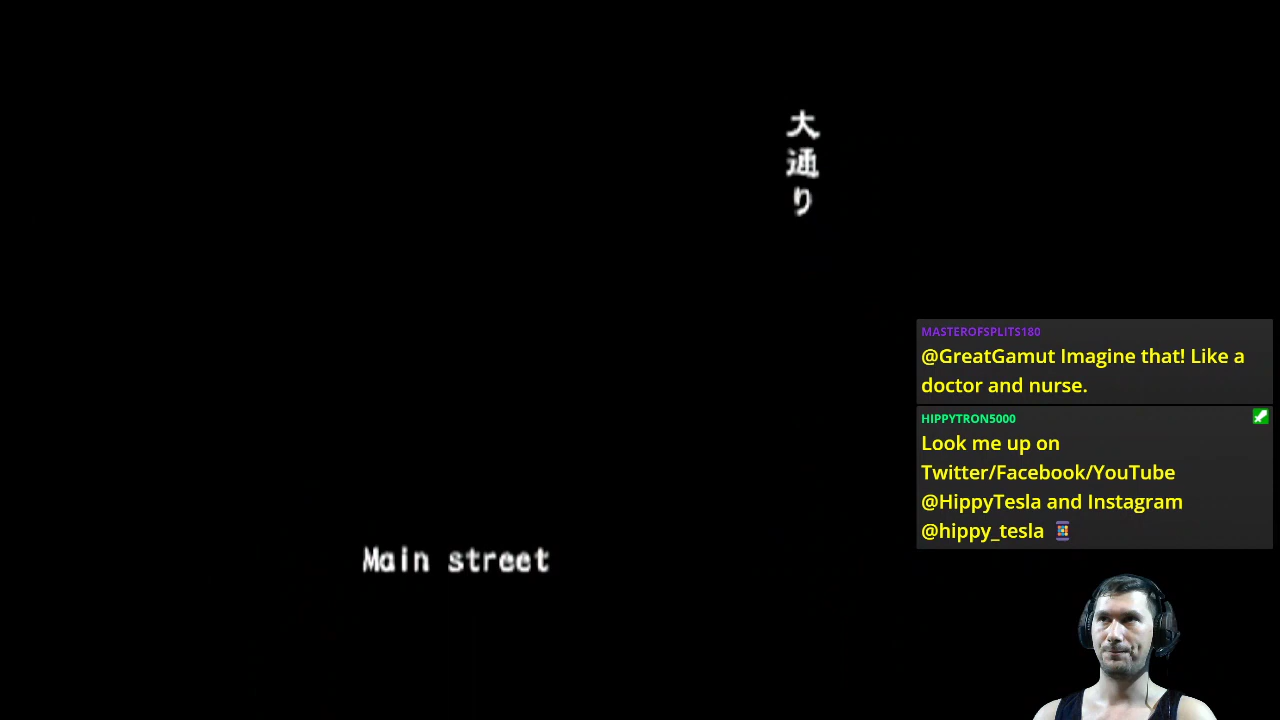 大通り
Main street
MASTEROFSPLITS180
@GreatGamut Imagine that! Like a
doctor and nurse.
HIPPYTRON5000
Look me up on
Twitter/Facebook/YouTube
@HippyTesla and Instagram
@hippy_tesla